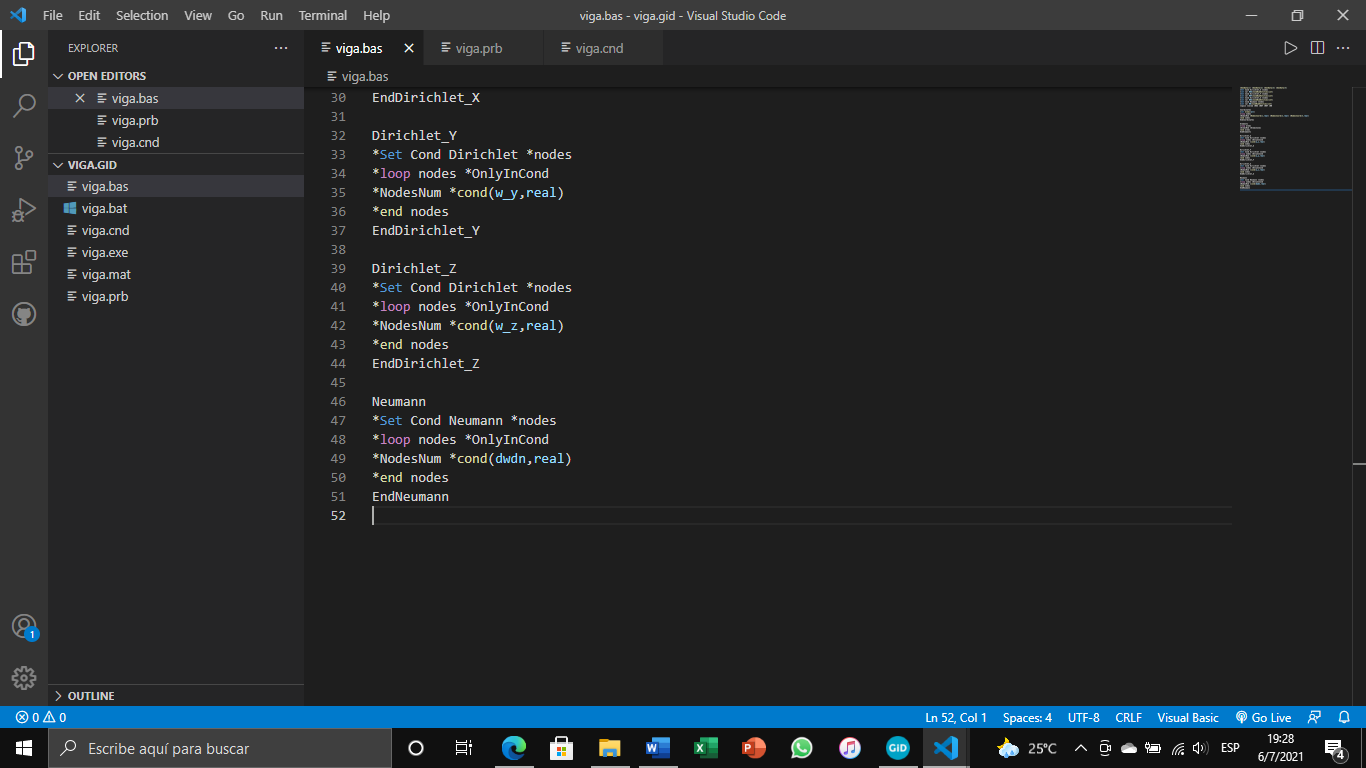 File Edit Selection View Go Run Terminal Help viga.bas - viga.gid - Visual Studio Code
EXPLORER
OPEN EDITORS
viga.bas
viga.prb
viga.cnd
VIGA.GID
viga.bas
viga.bat
viga.cnd
viga.exe
viga.mat
viga.prb
OUTLINE
viga.bas viga.prb viga.cnd
viga.bas
30 EndDirichlet_X
31
32 Dirichlet_Y
33 *Set Cond Dirichlet *nodes
34 *loop nodes *OnlyInCond
35 *NodesNum *cond(w_y,real)
36 *end nodes
37 EndDirichlet_Y
38
39 Dirichlet_Z
40 *Set Cond Dirichlet *nodes
41 *loop nodes *OnlyInCond
42 *NodesNum *cond(w_z,real)
43 *end nodes
44 EndDirichlet_Z
45
46 Neumann
47 *Set Cond Neumann *nodes
48 *loop nodes *OnlyInCond
49 *NodesNum *cond(dwdn,real)
50 *end nodes
51 EndNeumann
52
1
0 0 Ln 52, Col 1 Spaces: 4 UTF-8 CRLF Visual Basic Go Live
Escribe aquí para buscar
GiD
25°C
ESP
19:28
6/7/2021
4